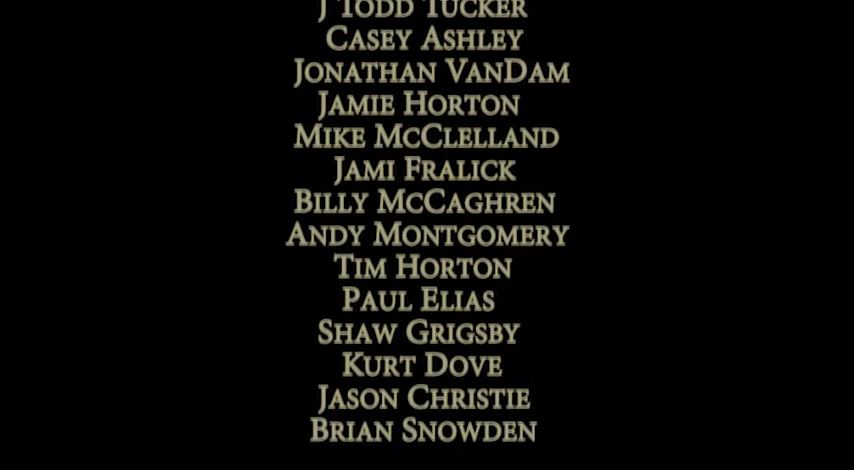 J Todd Tucker
Casey Ashley
Jonathan VanDam
Jamie Horton
Mike McClelland
Jami Fralick
Billy McCaghren
Andy Montgomery
Tim Horton
Paul Elias
Shaw Grigsby
Kurt Dove
Jason Christie
Brian Snowden